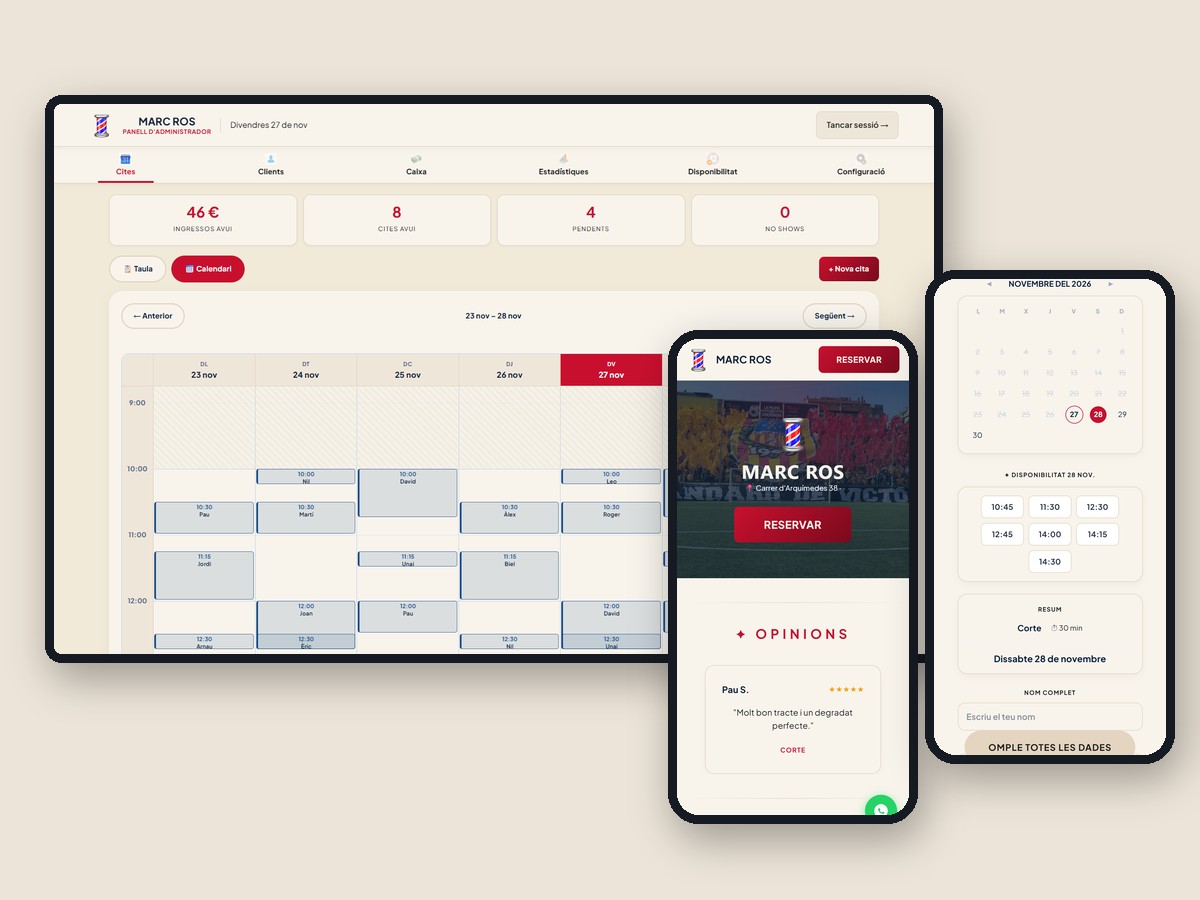 MARC ROS
PANELL D'ADMINISTRADOR
Divendres 27 de nov
Tancar sessió →
Cites
Clients
Caixa
Estadístiques
Disponibilitat
Configuració
46 €
INGRESSOS AVUI
8
CITES AVUI
4
PENDENTS
0
NO SHOWS
Taula
Calendari
+ Nova cita
← Anterior
23 nov – 28 nov
Següent →
DL
23 nov
DT
24 nov
DC
25 nov
DJ
26 nov
DV
27 nov
9:00
10:00
11:00
12:00
10:30
Pau
11:15
Jordi
12:30
Arnau
10:00
Nil
10:30
Martí
12:00
Joan
12:30
Èric
10:00
David
11:15
Unai
12:00
Pau
10:30
Àlex
11:15
Biel
12:30
Nil
10:00
Leo
10:30
Roger
12:00
David
12:30
Unai
MARC ROS
RESERVAR
MARC ROS
Carrer d'Arquímedes 38
RESERVAR
✦ OPINIONS
Pau S.
★★★★★
"Molt bon tracte i un degradat
perfecte."
CORTE
◄ NOVEMBRE DEL 2026 ►
L M X J V S D
1
2 3 4 5 6 7 8
9 10 11 12 13 14 15
16 17 18 19 20 21 22
23 24 25 26 27 28 29
30
✦ DISPONIBILITAT 28 NOV.
10:45 11:30 12:30
12:45 14:00 14:15
14:30
RESUM
Corte 30 min
Dissabte 28 de novembre
NOM COMPLET
Escriu el teu nom
OMPLE TOTES LES DADES